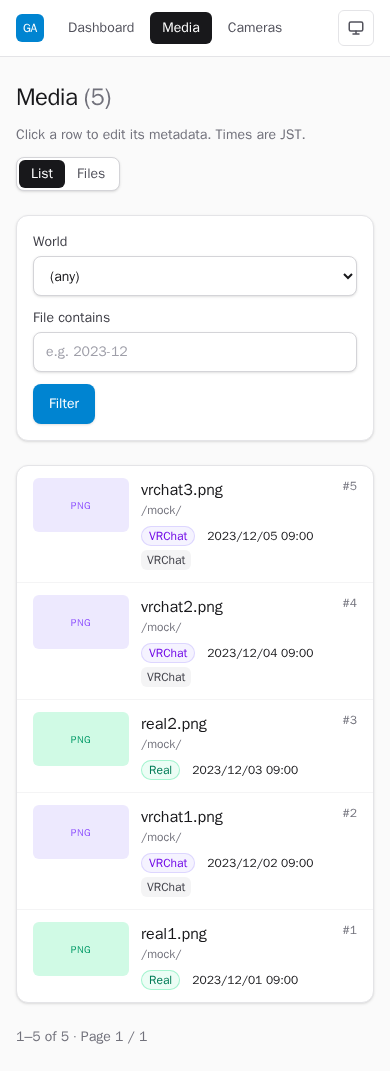 GA Dashboard Media Cameras
Media (5)
Click a row to edit its metadata. Times are JST.
List Files
World
(any)
File contains
e.g. 2023-12
Filter
PNG vrchat3.png #5
/mock/
VRChat 2023/12/05 09:00
VRChat
PNG vrchat2.png #4
/mock/
VRChat 2023/12/04 09:00
VRChat
PNG real2.png #3
/mock/
Real 2023/12/03 09:00
PNG vrchat1.png #2
/mock/
VRChat 2023/12/02 09:00
VRChat
PNG real1.png #1
/mock/
Real 2023/12/01 09:00
1–5 of 5 · Page 1 / 1